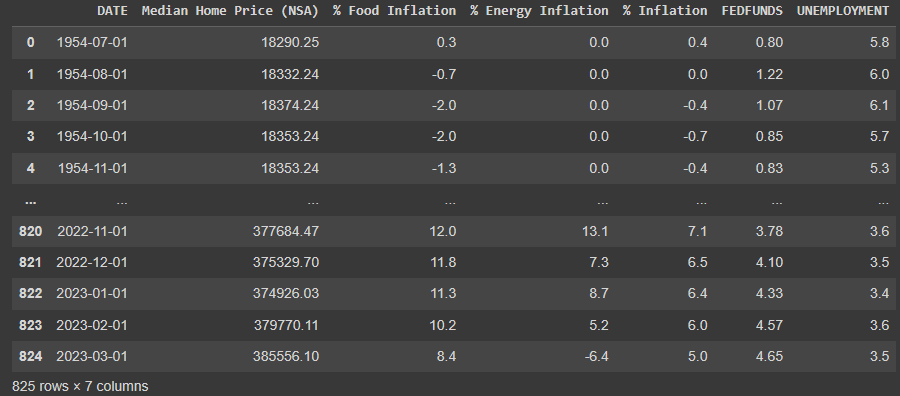 DATE Median Home Price (NSA) % Food Inflation % Energy Inflation % Inflation FEDFUNDS UNEMPLOYMENT
0 1954-07-01 18290.25 0.3 0.0 0.4 0.80 5.8
1 1954-08-01 18332.24 -0.7 0.0 0.0 1.22 6.0
2 1954-09-01 18374.24 -2.0 0.0 -0.4 1.07 6.1
3 1954-10-01 18353.24 -2.0 0.0 -0.7 0.85 5.7
4 1954-11-01 18353.24 -1.3 0.0 -0.4 0.83 5.3
... ... ... ... ... ... ... ...
820 2022-11-01 377684.47 12.0 13.1 7.1 3.78 3.6
821 2022-12-01 375329.70 11.8 7.3 6.5 4.10 3.5
822 2023-01-01 374926.03 11.3 8.7 6.4 4.33 3.4
823 2023-02-01 379770.11 10.2 5.2 6.0 4.57 3.6
824 2023-03-01 385556.10 8.4 -6.4 5.0 4.65 3.5
825 rows × 7 columns